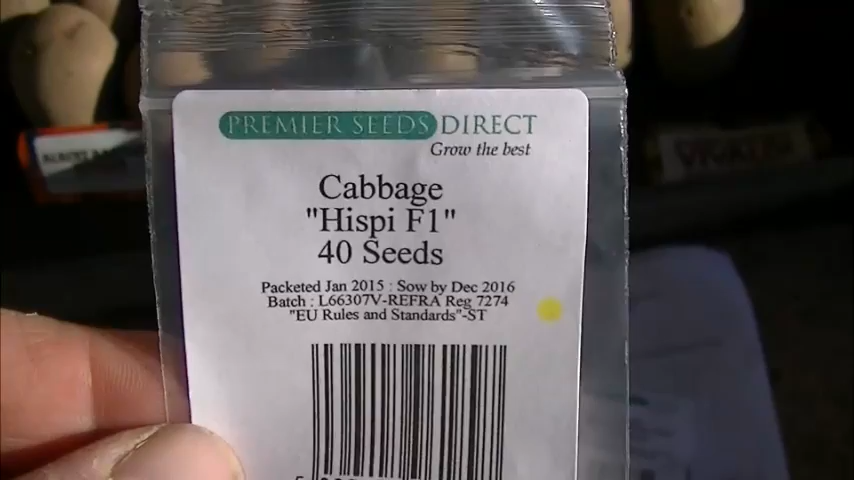 PREMIER SEEDS DIRECT
Grow the best
Cabbage
"Hispi F1"
40 Seeds
Packeted Jan 2015 : Sow by Dec 2016
Batch : L66307V-REFRA Reg 7274
"EU Rules and Standards"-ST